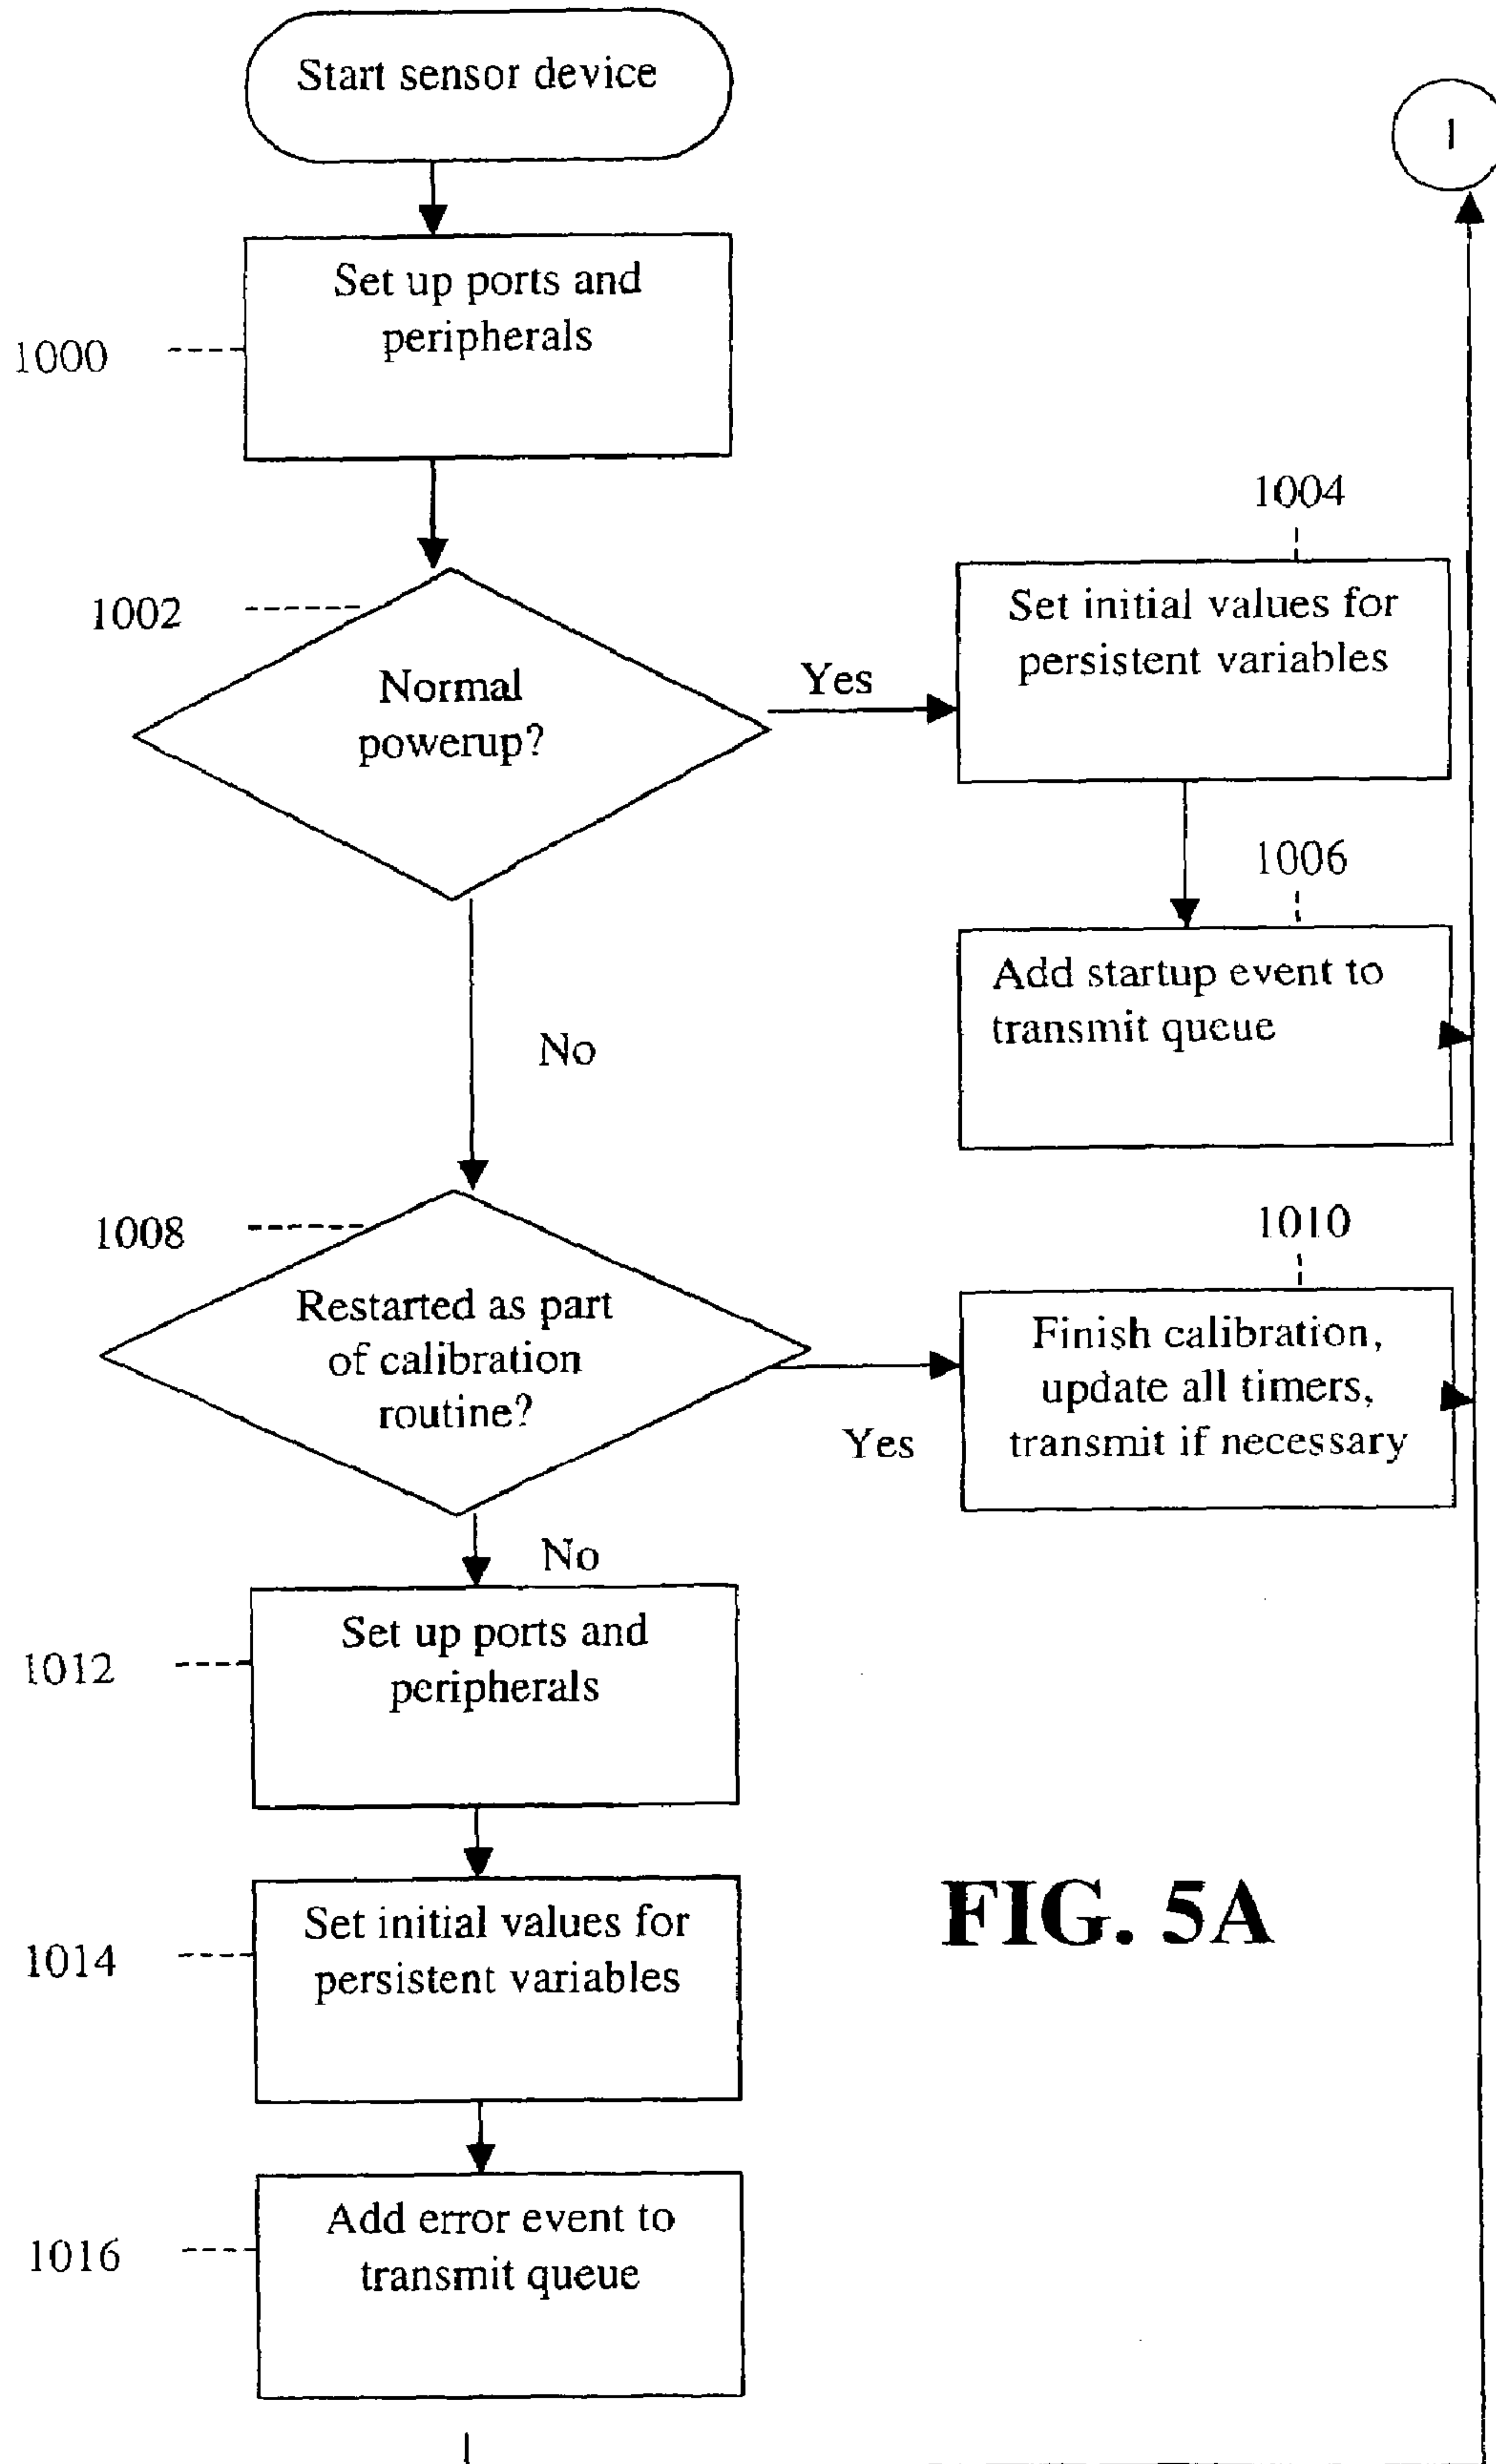 Start sensor device
1
Set up ports and
peripherals
1000
1004
Set initial values for
persistent variables
1002
Normal
powerup?
Yes
1006
Add startup event to
transmit queue
No
1008
Restarted as part
of calibration
routine?
Yes
1010
Finish calibration,
update all timers,
transmit if necessary
No
1012
Set up ports and
peripherals
1014
Set initial values for
persistent variables
FIG. 5A
1016
Add error event to
transmit queue